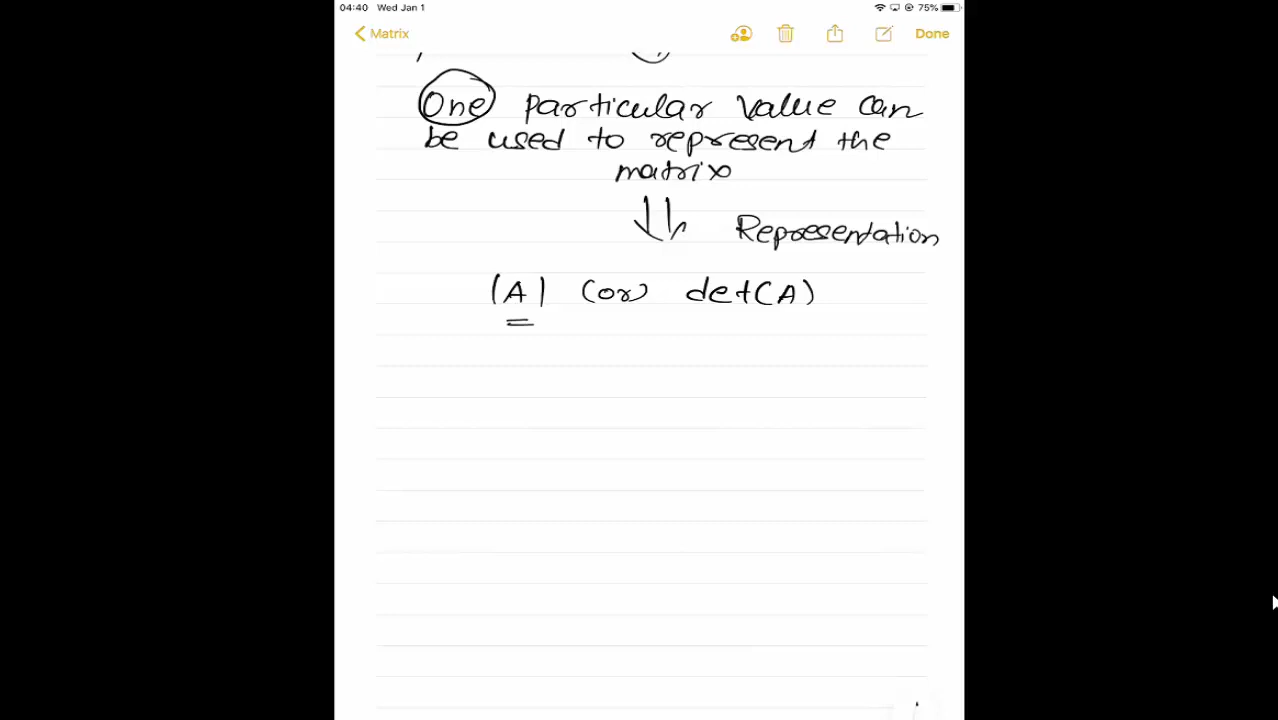 04:40 Wed Jan 1 75%
Matrix Done
One particular value can
be used to represent the
matrix
Representation
|A| (or) det(A)